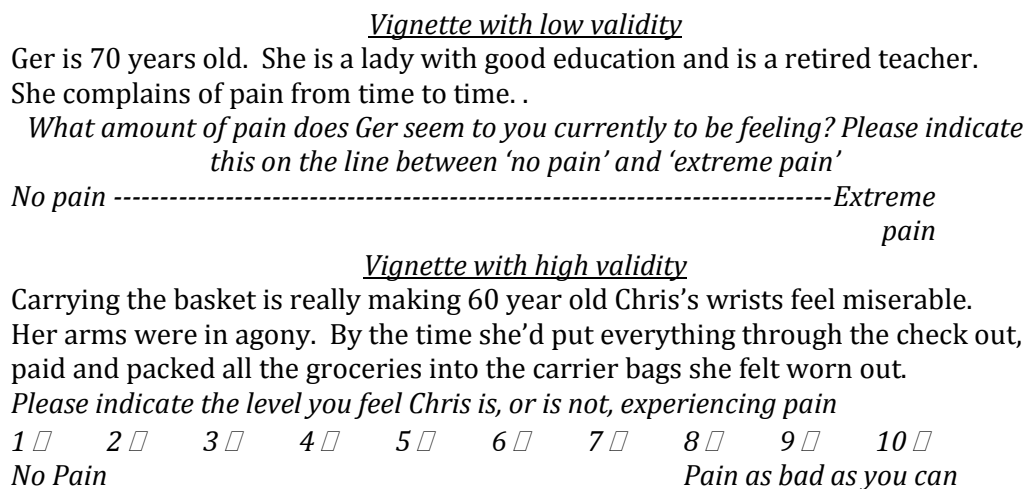 Vignette with low validity
Ger is 70 years old.  She is a lady with good education and is a retired teacher.
She complains of pain from time to time. .
What amount of pain does Ger seem to you currently to be feeling? Please indicate
this on the line between ‘no pain’ and ‘extreme pain’
No pain ------------------------------------------------------------------------------Extreme
pain
Vignette with high validity
Carrying the basket is really making 60 year old Chris’s wrists feel miserable.
Her arms were in agony.  By the time she’d put everything through the check out,
paid and packed all the groceries into the carrier bags she felt worn out.
Please indicate the level you feel Chris is, or is not, experiencing pain
1 □ 2 □ 3 □ 4 □ 5 □ 6 □ 7 □ 8 □ 9 □ 10 □
No Pain Pain as bad as you can